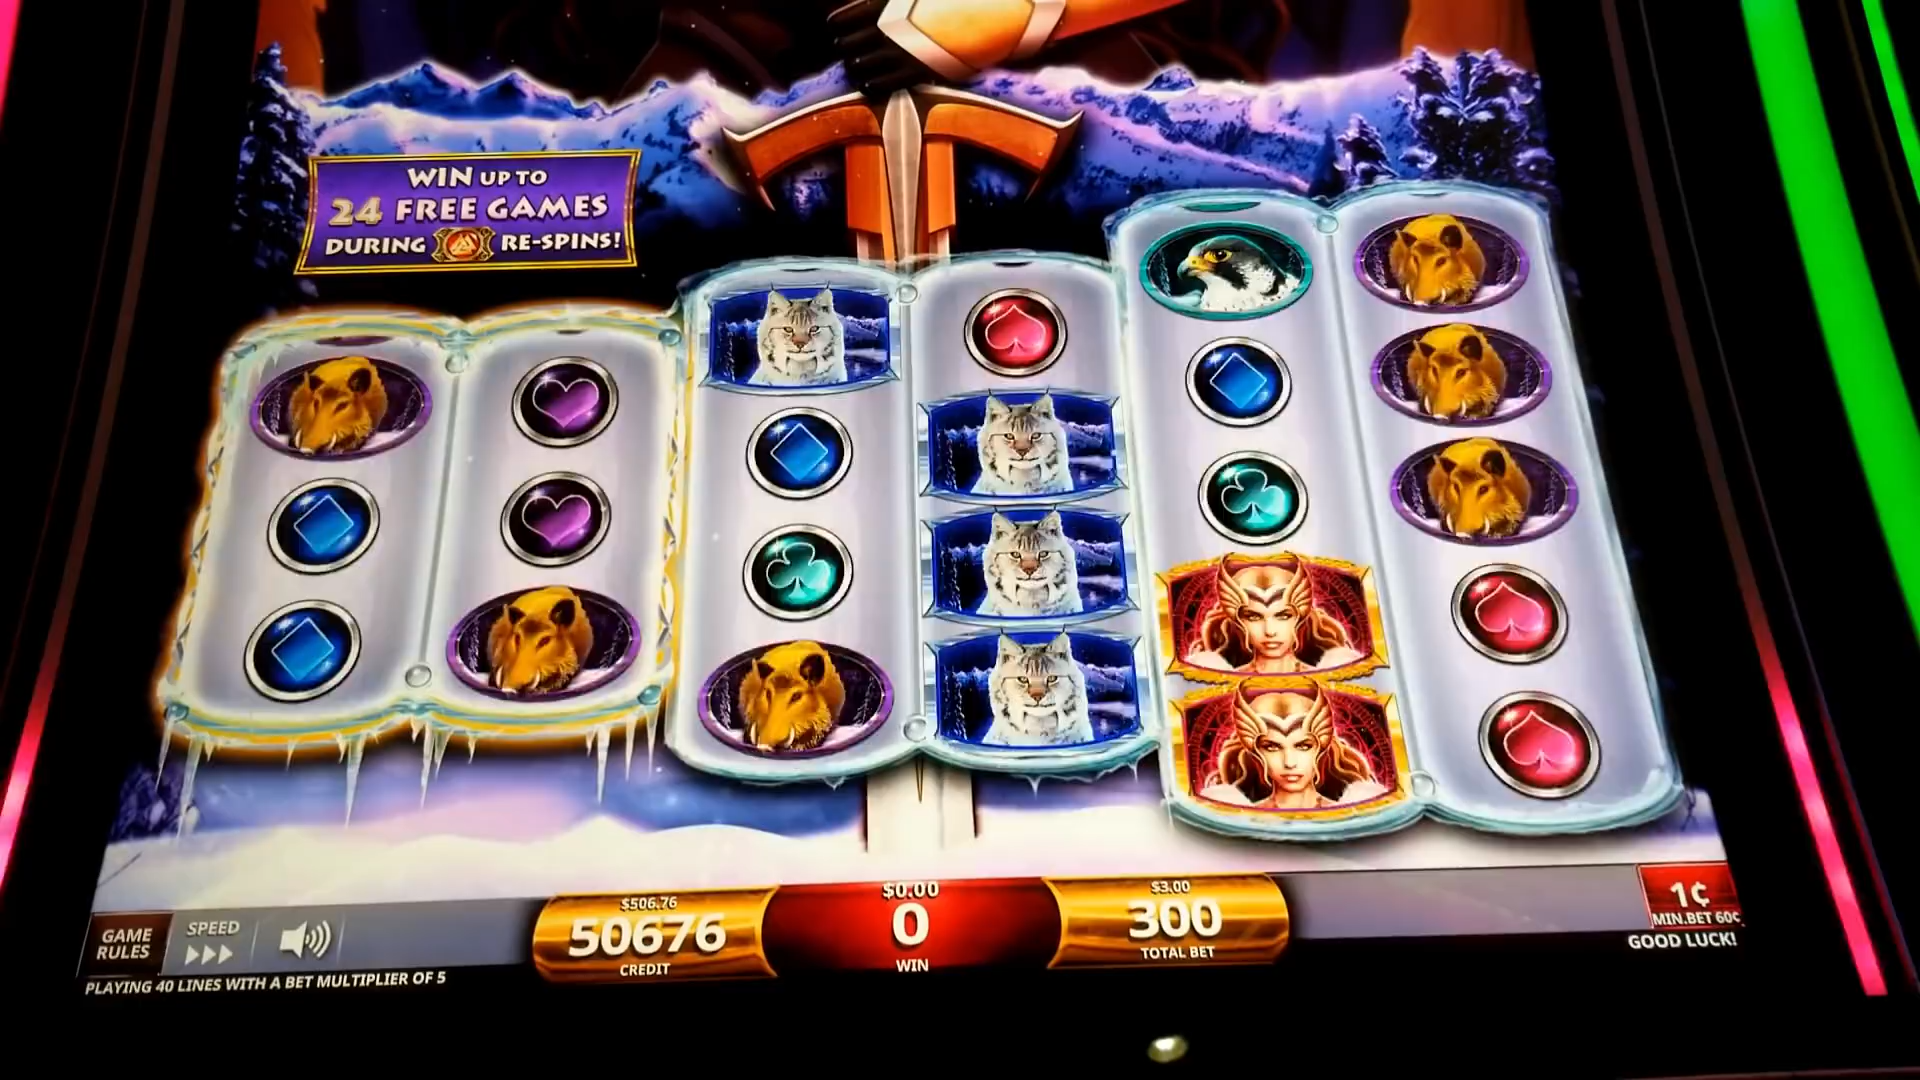 WIN UP TO
24 FREE GAMES
DURING RE-SPINS!
GAME
RULES
SPEED
$506.76
50676
CREDIT
$0.00
0
WIN
$3.00
300
TOTAL BET
1¢
MIN.BET 60¢
GOOD LUCK!
PLAYING 40 LINES WITH A BET MULTIPLIER OF 5